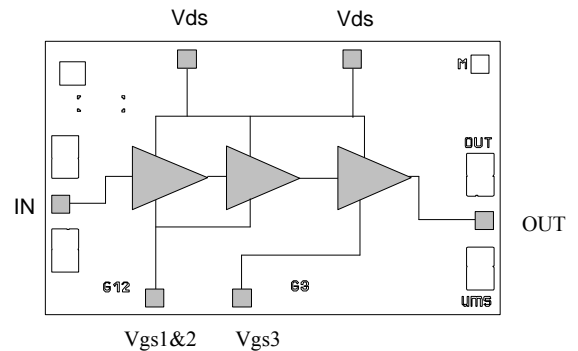 Vds Vds
M
OUT
IN
OUT
G12 G3
ums
Vgs1&2 Vgs3